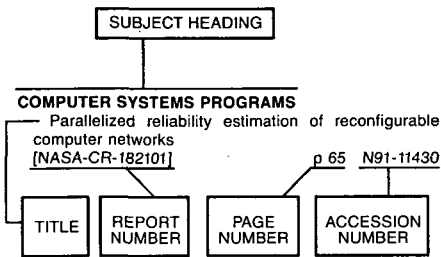 SUBJECT HEADING
COMPUTER SYSTEMS PROGRAMS
Parallelized reliability estimation of reconfigurable
computer networks
[NASA-CR-182101] p 65 N91-11430
TITLE REPORT NUMBER PAGE NUMBER ACCESSION NUMBER